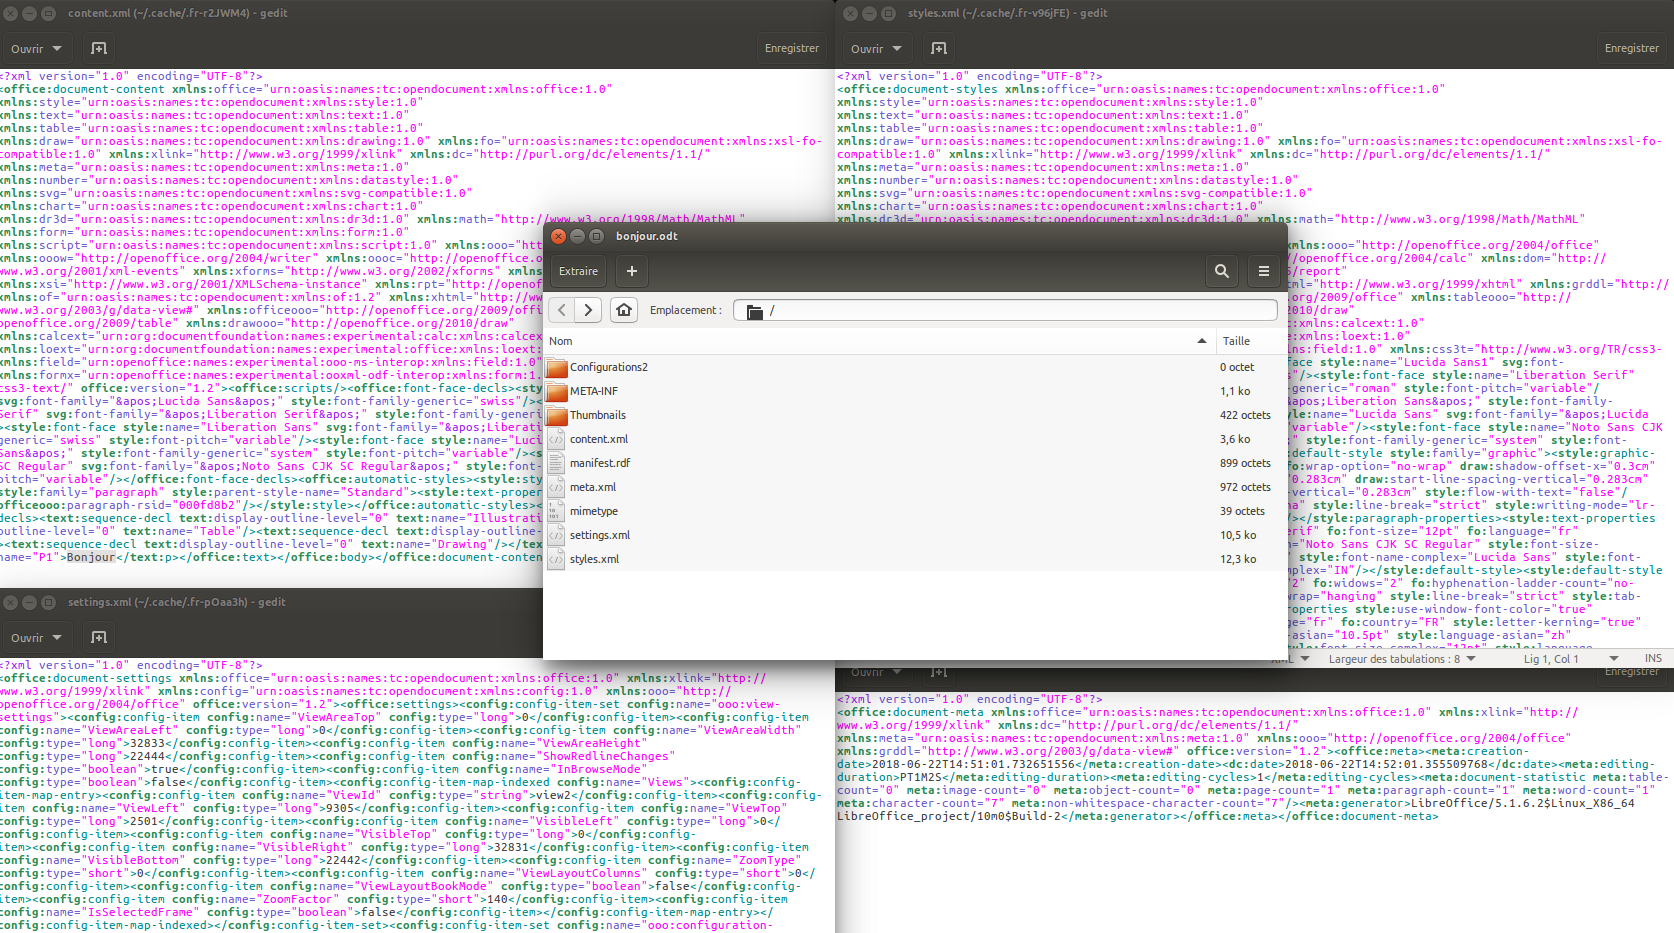 content.xml (~/.cache/.fr-r2JWM4) - gedit
Ouvrir
Enregistrer
<?xml version="1.0" encoding="UTF-8"?>
<office:document-content xmlns:office="urn:oasis:names:tc:opendocument:xmlns:office:1.0"
xmlns:style="urn:oasis:names:tc:opendocument:xmlns:style:1.0"
xmlns:text="urn:oasis:names:tc:opendocument:xmlns:text:1.0"
xmlns:table="urn:oasis:names:tc:opendocument:xmlns:table:1.0"
xmlns:draw="urn:oasis:names:tc:opendocument:xmlns:drawing:1.0" xmlns:fo="urn:oasis:names:tc:opendocument:xmlns:xsl-fo-
compatible:1.0" xmlns:xlink="http://www.w3.org/1999/xlink" xmlns:dc="http://purl.org/dc/elements/1.1/"
xmlns:meta="urn:oasis:names:tc:opendocument:xmlns:meta:1.0"
xmlns:number="urn:oasis:names:tc:opendocument:xmlns:datastyle:1.0"
xmlns:svg="urn:oasis:names:tc:opendocument:xmlns:svg-compatible:1.0"
xmlns:chart="urn:oasis:names:tc:opendocument:xmlns:chart:1.0"
xmlns:dr3d="urn:oasis:names:tc:opendocument:xmlns:dr3d:1.0" xmlns:math="http://www.w3.org/1998/Math/MathML"
xmlns:form="urn:oasis:names:tc:opendocument:xmlns:form:1.0"
xmlns:script="urn:oasis:names:tc:opendocument:xmlns:script:1.0" xmlns:ooo="htt
xmlns:ooow="http://openoffice.org/2004/writer" xmlns:oooc="http://openoffice.
www.w3.org/2001/xml-events" xmlns:xforms="http://www.w3.org/2002/xforms"
xmlns:xsi="http://www.w3.org/2001/XMLSchema-instance" xmlns:rpt="http://openof
xmlns:of="urn:oasis:names:tc:opendocument:xmlns:of:1.2" xmlns:xhtml="http://ww
www.w3.org/2003/g/data-view#" xmlns:officeooo="http://openoffice.org/2009/offi
openoffice.org/2009/table" xmlns:drawooo="http://openoffice.org/2010/draw"
xmlns:calcext="urn:org:documentfoundation:names:experimental:calc:xmlns:calcex
xmlns:loext="urn:org:documentfoundation:names:experimental:office:xmlns:loext:
xmlns:field="urn:openoffice:names:experimental:ooo-ms-interop:xmlns:field:1.0"
xmlns:formx="urn:openoffice:names:experimental:ooxml-odf-interop:xmlns:form:1.
css3-text/" office:version="1.2"><office:scripts/><office:font-face-decls><sty
svg:font-family="&apos;Lucida Sans&apos;" style:font-family-generic="swiss"/><
Serif" svg:font-family="&apos;Liberation Serif&apos;" style:font-family-generi
><style:font-face style:name="Liberation Sans" svg:font-family="&apos;Liberati
generic="swiss" style:font-pitch="variable"/><style:font-face style:name="Luci
Sans&apos;" style:font-family-generic="system" style:font-pitch="variable"/><s
SC Regular" svg:font-family="&apos;Noto Sans CJK SC Regular&apos;" style:font-
pitch="variable"/></office:font-face-decls><office:automatic-styles><style:sty
style:family="paragraph" style:parent-style-name="Standard"><style:text-proper
officeooo:paragraph-rsid="000fd8b2"/></style:style></office:automatic-styles><
decls><text:sequence-decl text:display-outline-level="0" text:name="Illustrati
outline-level="0" text:name="Table"/><text:sequence-decl text:display-outline-
><text:sequence-decl text:display-outline-level="0" text:name="Drawing"/></tex
name="P1">Bonjour</text:p></office:text></office:body></office:document-conten
styles.xml (~/.cache/.fr-v96jFE) - gedit
Ouvrir
Enregistrer
<?xml version="1.0" encoding="UTF-8"?>
<office:document-styles xmlns:office="urn:oasis:names:tc:opendocument:xmlns:office:1.0"
xmlns:style="urn:oasis:names:tc:opendocument:xmlns:style:1.0"
xmlns:text="urn:oasis:names:tc:opendocument:xmlns:text:1.0"
xmlns:table="urn:oasis:names:tc:opendocument:xmlns:table:1.0"
xmlns:draw="urn:oasis:names:tc:opendocument:xmlns:drawing:1.0" xmlns:fo="urn:oasis:names:tc:opendocument:xmlns:xsl-fo-
compatible:1.0" xmlns:xlink="http://www.w3.org/1999/xlink" xmlns:dc="http://purl.org/dc/elements/1.1/"
xmlns:meta="urn:oasis:names:tc:opendocument:xmlns:meta:1.0"
xmlns:number="urn:oasis:names:tc:opendocument:xmlns:datastyle:1.0"
xmlns:svg="urn:oasis:names:tc:opendocument:xmlns:svg-compatible:1.0"
xmlns:chart="urn:oasis:names:tc:opendocument:xmlns:chart:1.0"
xmlns:dr3d="urn:oasis:names:tc:opendocument:xmlns:dr3d:1.0" xmlns:math="http://www.w3.org/1998/Math/MathML"
xmlns:ooo="http://openoffice.org/2004/office"
//openoffice.org/2004/calc" xmlns:dom="http://
/report"
tml="http://www.w3.org/1999/xhtml" xmlns:grddl="http://
org/2009/office" xmlns:tableooo="http://
2010/draw"
lns:calcext:1.0"
ns:loext:1.0"
lns:field:1.0" xmlns:css3t="http://www.w3.org/TR/css3-
face style:name="Lucida Sans1"
"/><style:font-face style:name="Liberation Serif"
generic="roman" style:font-pitch="variable"/
Liberation Sans&apos;" style:font-family-
yle:name="Lucida Sans" svg:font-family="&apos;Lucida
variable"/><style:font-face style:name="Noto Sans CJK
" style:font-family-generic="system" style:font-
default-style style:family="graphic"><style:graphic-
fo:wrap-option="no-wrap" draw:shadow-offset-x="0.3cm"
0.283cm" draw:start-line-spacing-vertical="0.283cm"
vertical="0.283cm" style:flow-with-text="false"/
style:line-break="strict" style:writing-mode="lr-
/></style:paragraph-properties><style:text-properties
erif" fo:font-size="12pt" fo:language="fr"
="Noto Sans CJK SC Regular" style:font-size-
" style:font-name-complex="Lucida Sans" style:font-
mplex="IN"/></style:default-style><style:default-style
"2" fo:widows="2" fo:hyphenation-ladder-count="no-
wrap="hanging" style:line-break="strict" style:tab-
operties style:use-window-font-color="true"
ge="fr" fo:country="FR" style:letter-kerning="true"
-asian="10.5pt" style:language-asian="zh"
XML Largeur des tabulations : 8 Lig 1, Col 1 INS
bonjour.odt
Extraire
Emplacement : /
Nom Taille
Configurations2 0 octet
META-INF 1,1 ko
Thumbnails 422 octets
content.xml 3,6 ko
manifest.rdf 899 octets
meta.xml 972 octets
mimetype 39 octets
settings.xml 10,5 ko
styles.xml 12,3 ko
settings.xml (~/.cache/.fr-pOaa3h) - gedit
Ouvrir
<?xml version="1.0" encoding="UTF-8"?>
<office:document-settings xmlns:office="urn:oasis:names:tc:opendocument:xmlns:office:1.0" xmlns:xlink="http://
www.w3.org/1999/xlink" xmlns:config="urn:oasis:names:tc:opendocument:xmlns:config:1.0" xmlns:ooo="http://
openoffice.org/2004/office" office:version="1.2"><office:settings><config:config-item-set config:name="ooo:view-
settings"><config:config-item config:name="ViewAreaTop" config:type="long">0</config:config-item><config:config-item
config:name="ViewAreaLeft" config:type="long">0</config:config-item><config:config-item config:name="ViewAreaWidth"
config:type="long">32833</config:config-item><config:config-item config:name="ViewAreaHeight"
config:type="long">22444</config:config-item><config:config-item config:name="ShowRedlineChanges"
config:type="boolean">true</config:config-item><config:config-item config:name="InBrowseMode"
config:type="boolean">false</config:config-item><config:config-item-map-indexed config:name="Views"><config:config-
item-map-entry><config:config-item config:name="ViewId" config:type="string">view2</config:config-item><config:config-
item config:name="ViewLeft" config:type="long">9305</config:config-item><config:config-item config:name="ViewTop"
config:type="long">2501</config:config-item><config:config-item config:name="VisibleLeft" config:type="long">0</
config:config-item><config:config-item config:name="VisibleTop" config:type="long">0</config:config-
item><config:config-item config:name="VisibleRight" config:type="long">32831</config:config-item><config:config-item
config:name="VisibleBottom" config:type="long">22442</config:config-item><config:config-item config:name="ZoomType"
config:type="short">0</config:config-item><config:config-item config:name="ViewLayoutColumns" config:type="short">0</
config:config-item><config:config-item config:name="ViewLayoutBookMode" config:type="boolean">false</config:config-
item><config:config-item config:name="ZoomFactor" config:type="short">140</config:config-item><config:config-item
config:name="IsSelectedFrame" config:type="boolean">false</config:config-item></config:config-item-map-entry></
config:config-item-map-indexed></config:config-item-set><config:config-item-set config:name="ooo:configuration-
Ouvrir
Enregistrer
<?xml version="1.0" encoding="UTF-8"?>
<office:document-meta xmlns:office="urn:oasis:names:tc:opendocument:xmlns:office:1.0" xmlns:xlink="http://
www.w3.org/1999/xlink" xmlns:dc="http://purl.org/dc/elements/1.1/"
xmlns:meta="urn:oasis:names:tc:opendocument:xmlns:meta:1.0" xmlns:ooo="http://openoffice.org/2004/office"
xmlns:grddl="http://www.w3.org/2003/g/data-view#" office:version="1.2"><office:meta><meta:creation-
date>2018-06-22T14:51:01.732651556</meta:creation-date><dc:date>2018-06-22T14:52:01.355509768</dc:date><meta:editing-
duration>PT1M2S</meta:editing-duration><meta:editing-cycles>1</meta:editing-cycles><meta:document-statistic meta:table-
count="0" meta:image-count="0" meta:object-count="0" meta:page-count="1" meta:paragraph-count="1" meta:word-count="1"
meta:character-count="7" meta:non-whitespace-character-count="7"/><meta:generator>LibreOffice/5.1.6.2$Linux_X86_64
LibreOffice_project/10m0$Build-2</meta:generator></office:meta></office:document-meta>